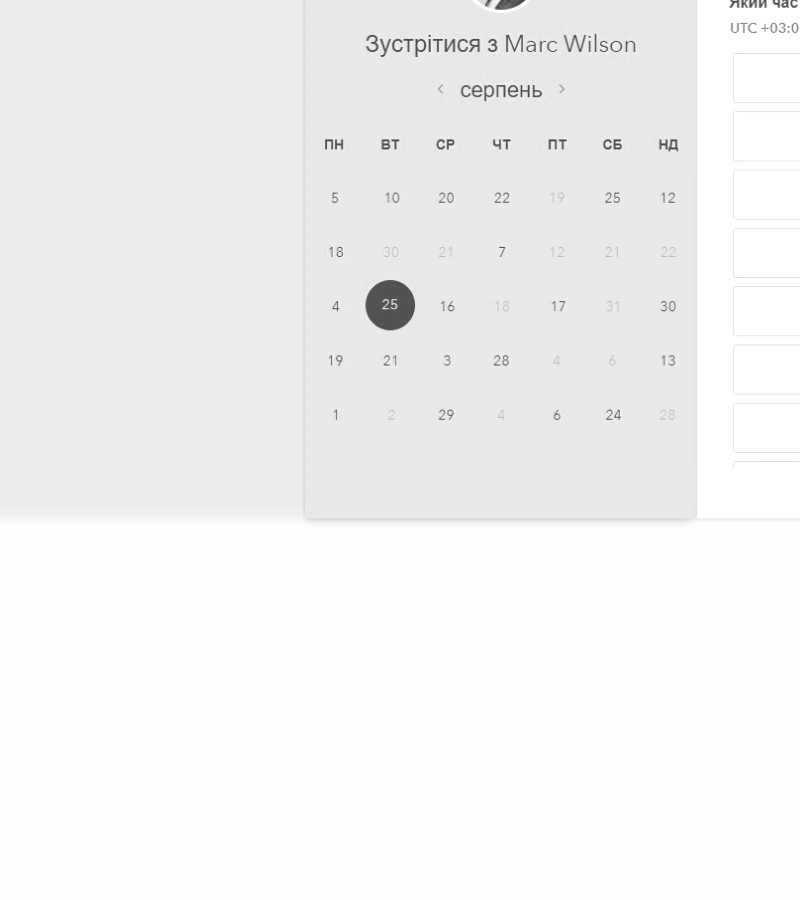 Який час
UTC +03:0
Зустрітися з Marc Wilson
‹ серпень ›
ПН ВТ СР ЧТ ПТ СБ НД
5 10 20 22 19 25 12
18 30 21 7 12 21 22
4 25 16 18 17 31 30
19 21 3 28 4 6 13
1 2 29 4 6 24 28